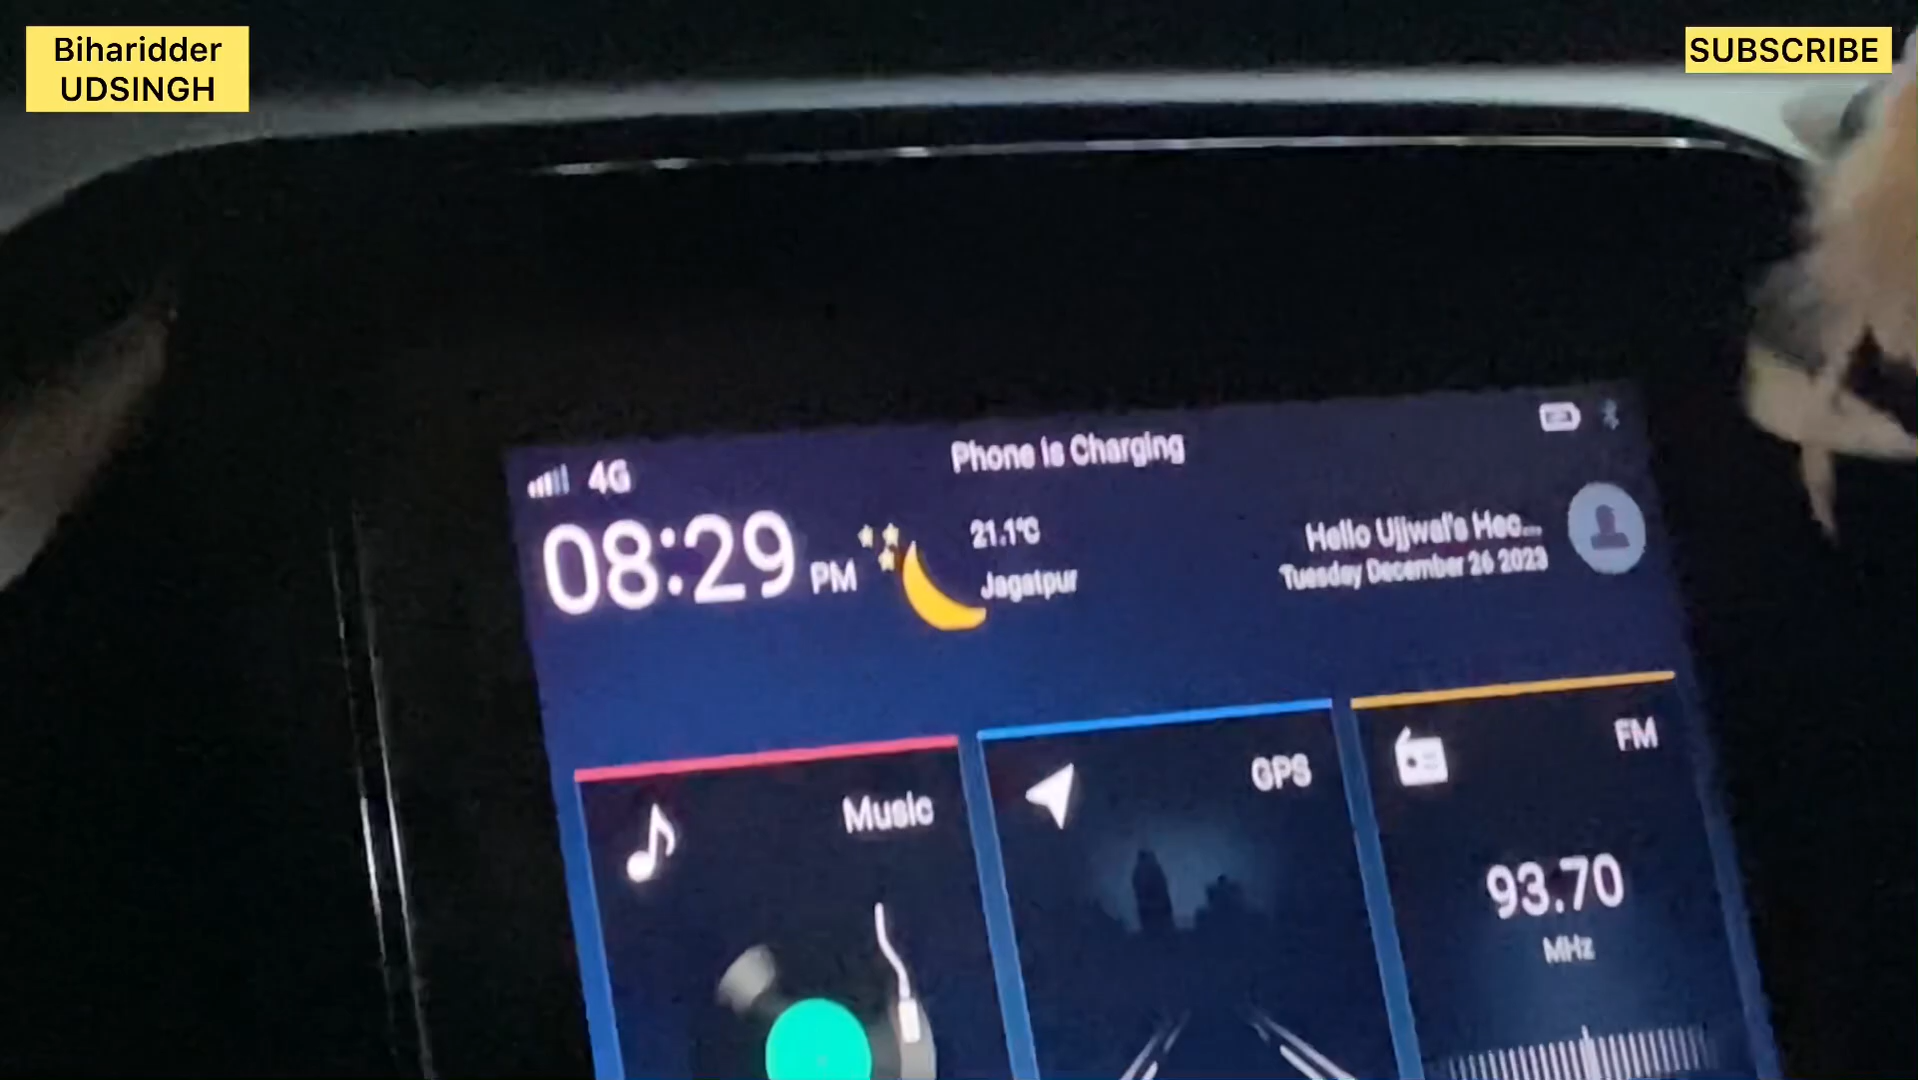 Biharidder
UDSINGH
SUBSCRIBE
4G
Phone is Charging
08:29 PM
21.1°C
Jagatpur
Hello Ujjwal's Hec...
Tuesday December 26 2023
Music
GPS
FM
93.70
MHz